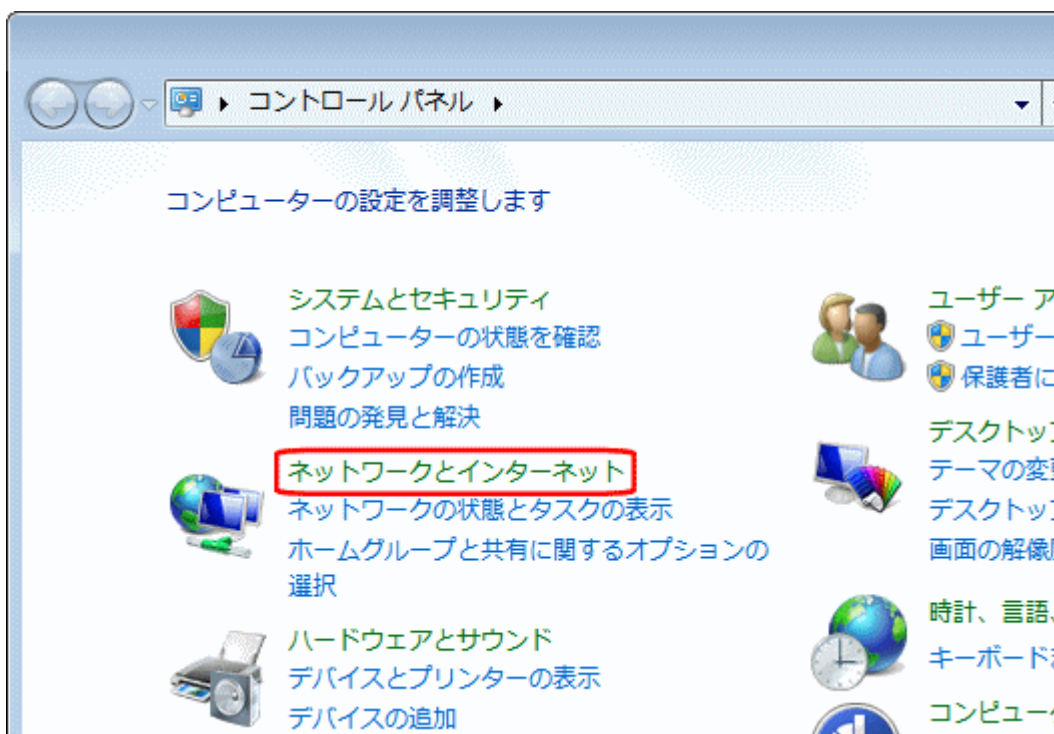 コントロール パネル
コンピューターの設定を調整します
システムとセキュリティ
コンピューターの状態を確認
バックアップの作成
問題の発見と解決
ネットワークとインターネット
ネットワークの状態とタスクの表示
ホームグループと共有に関するオプションの
選択
ハードウェアとサウンド
デバイスとプリンターの表示
デバイスの追加
ユーザー ア
ユーザー
保護者に
デスクトッ
テーマの変
デスクトッ
画面の解像
時計、言語、
キーボード
コンピュー